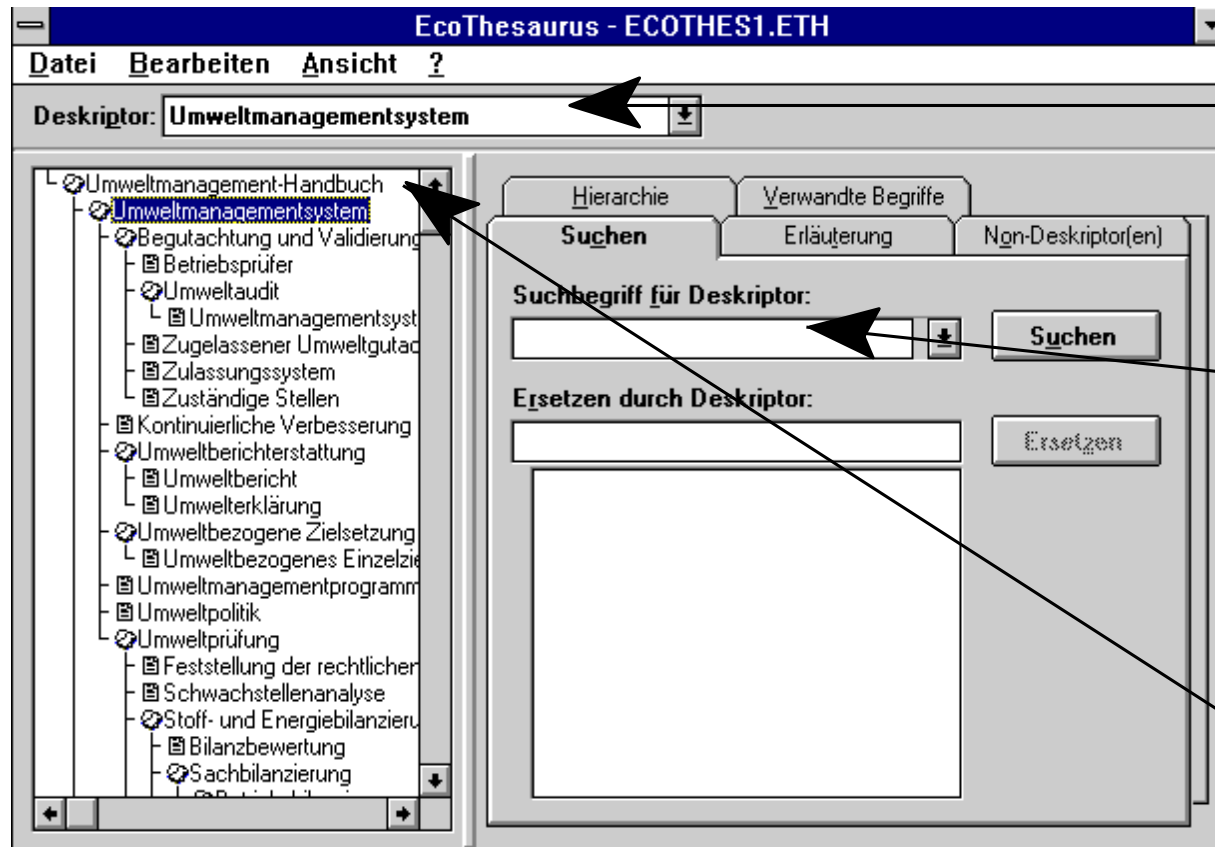 EcoThesaurus - ECOTHES1.ETH
Datei Bearbeiten Ansicht ?
Deskriptor: Umweltmanagementsystem
Umweltmanagement-Handbuch
Umweltmanagementsystem
Begutachtung und Validierung
Betriebsprüfer
Umweltaudit
Umweltmanagementsyst
Zugelassener Umweltgutac
Zulassungssystem
Zuständige Stellen
Kontinuierliche Verbesserung
Umweltberichterstattung
Umweltbericht
Umwelterklärung
Umweltbezogene Zielsetzung
Umweltbezogenes Einzelzie
Umweltmanagementprogramm
Umweltpolitik
Umweltprüfung
Feststellung der rechtlicher
Schwachstellenanalyse
Stoff- und Energiebilanzieru
Bilanzbewertung
Sachbilanzierung
Hierarchie Verwandte Begriffe
Suchen Erläuterung Non-Deskriptor(en)
Suchbegriff für Deskriptor:
Suchen
Ersetzen durch Deskriptor:
Ersetzen